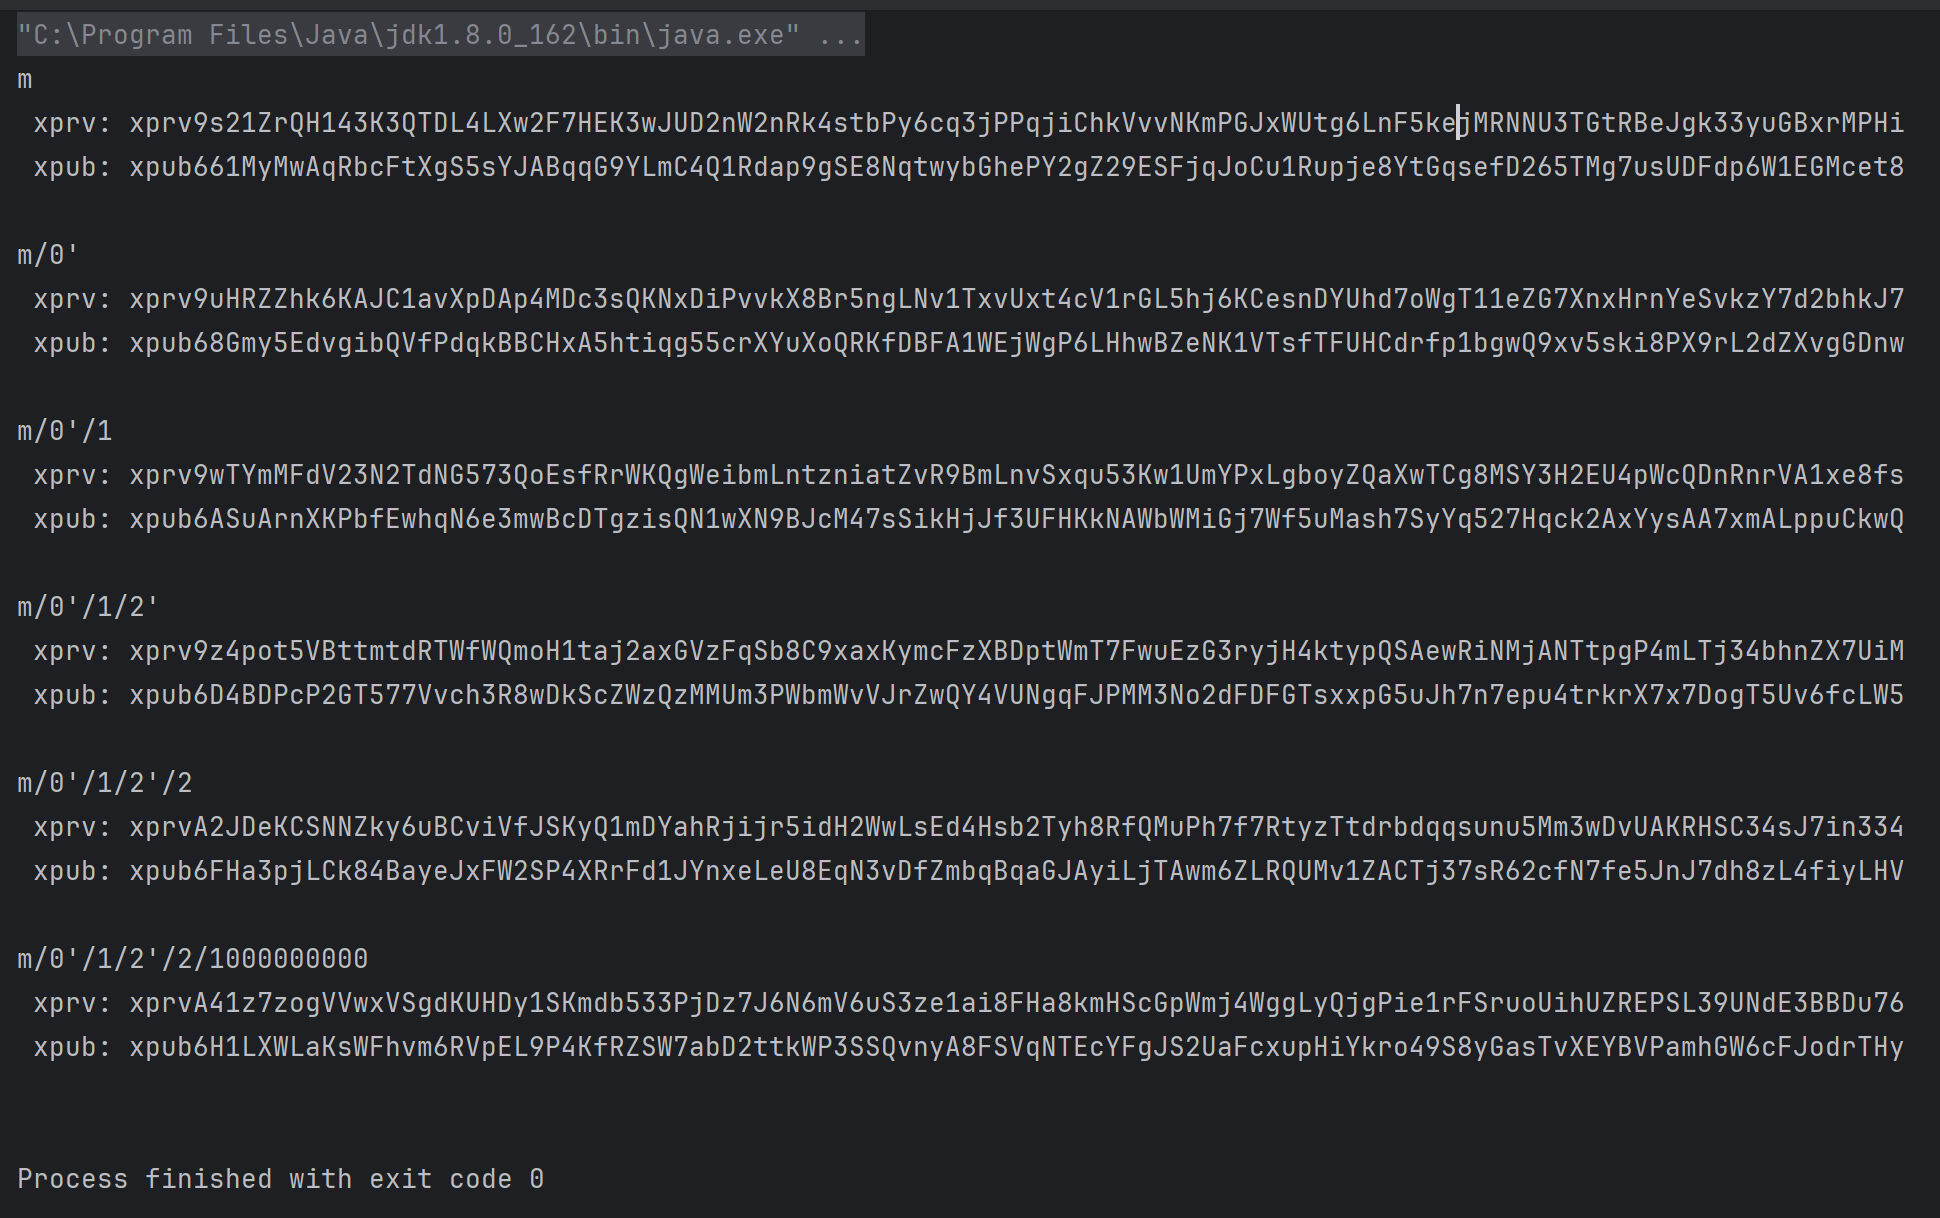 "C:\Program Files\Java\jdk1.8.0_162\bin\java.exe" ...
m
xprv: xprv9s21ZrQH143K3QTDL4LXw2F7HEK3wJUD2nW2nRk4stbPy6cq3jPPqjiChkVvvNKmPGJxWUtg6LnF5kejMRNNU3TGtRBeJgk33yuGBxrMPHi
xpub: xpub661MyMwAqRbcFtXgS5sYJABqqG9YLmC4Q1Rdap9gSE8NqtwybGhePY2gZ29ESFjqJoCu1Rupje8YtGqsefD265TMg7usUDFdp6W1EGMcet8
m/0'
xprv: xprv9uHRZZhk6KAJC1avXpDAp4MDc3sQKNxDiPvvkX8Br5ngLNv1TxvUxt4cV1rGL5hj6KCesnDYUhd7oWgT11eZG7XnxHrnYeSvkzY7d2bhkJ7
xpub: xpub68Gmy5EdvgibQVfPdqkBBCHxA5htiqg55crXYuXoQRKfDBFA1WEjWgP6LHhwBZeNK1VTsfTFUHCdrfp1bgwQ9xv5ski8PX9rL2dZXvgGDnw
m/0'/1
xprv: xprv9wTYmMFdV23N2TdNG573QoEsfRrWKQgWeibmLntzniatZvR9BmLnvSxqu53Kw1UmYPxLgboyZQaXwTCg8MSY3H2EU4pWcQDnRnrVA1xe8fs
xpub: xpub6ASuArnXKPbfEwhqN6e3mwBcDTgzisQN1wXN9BJcM47sSikHjJf3UFHKkNAWbWMiGj7Wf5uMash7SyYq527Hqck2AxYysAA7xmALppuCkwQ
m/0'/1/2'
xprv: xprv9z4pot5VBttmtdRTWfWQmoH1taj2axGVzFqSb8C9xaxKymcFzXBDptWmT7FwuEzG3ryjH4ktypQSAewRiNMjANTtpgP4mLTj34bhnZX7UiM
xpub: xpub6D4BDPcP2GT577Vvch3R8wDkScZWzQzMMUm3PWbmWvVJrZwQY4VUNgqFJPMM3No2dFDFGTsxxpG5uJh7n7epu4trkrX7x7DogT5Uv6fcLW5
m/0'/1/2'/2
xprv: xprvA2JDeKCSNNZky6uBCviVfJSKyQ1mDYahRjijr5idH2WwLsEd4Hsb2Tyh8RfQMuPh7f7RtyzTtdrbdqqsunu5Mm3wDvUAKRHSC34sJ7in334
xpub: xpub6FHa3pjLCk84BayeJxFW2SP4XRrFd1JYnxeLeU8EqN3vDfZmbqBqaGJAyiLjTAwm6ZLRQUMv1ZACTj37sR62cfN7fe5JnJ7dh8zL4fiyLHV
m/0'/1/2'/2/1000000000
xprv: xprvA41z7zogVVwxVSgdKUHDy1SKmdb533PjDz7J6N6mV6uS3ze1ai8FHa8kmHScGpWmj4WggLyQjgPie1rFSruoUihUZREPSL39UNdE3BBDu76
xpub: xpub6H1LXWLaKsWFhvm6RVpEL9P4KfRZSW7abD2ttkWP3SSQvnyA8FSVqNTEcYFgJS2UaFcxupHiYkro49S8yGasTvXEYBVPamhGW6cFJodrTHy
Process finished with exit code 0